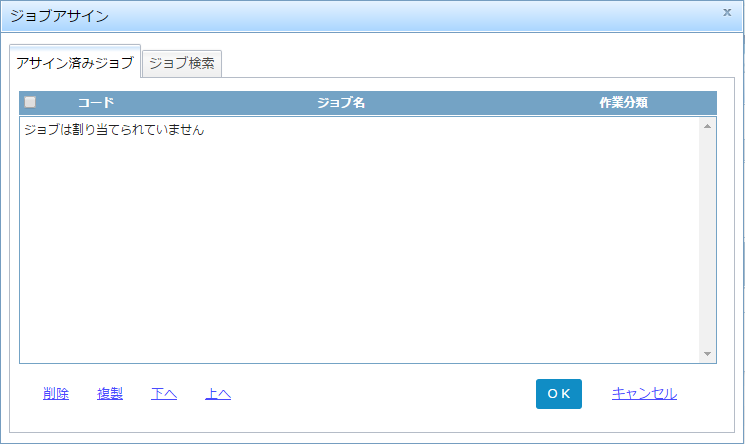 ジョブアサイン
x
アサイン済みジョブ ジョブ検索
コード ジョブ名 作業分類
ジョブは割り当てられていません
削除 複製 下へ 上へ OK キャンセル